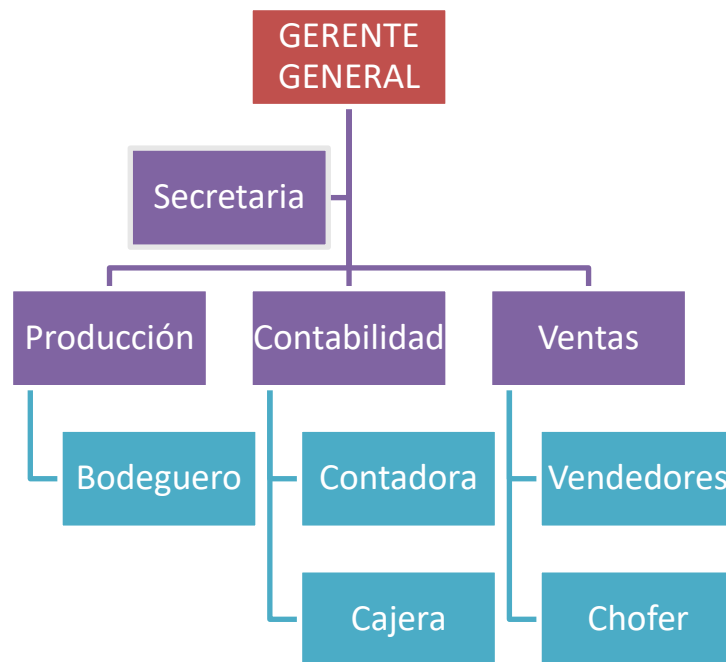 GERENTE
GENERAL
Secretaria
Producción
Contabilidad
Ventas
Bodeguero
Contadora
Vendedores
Cajera
Chofer